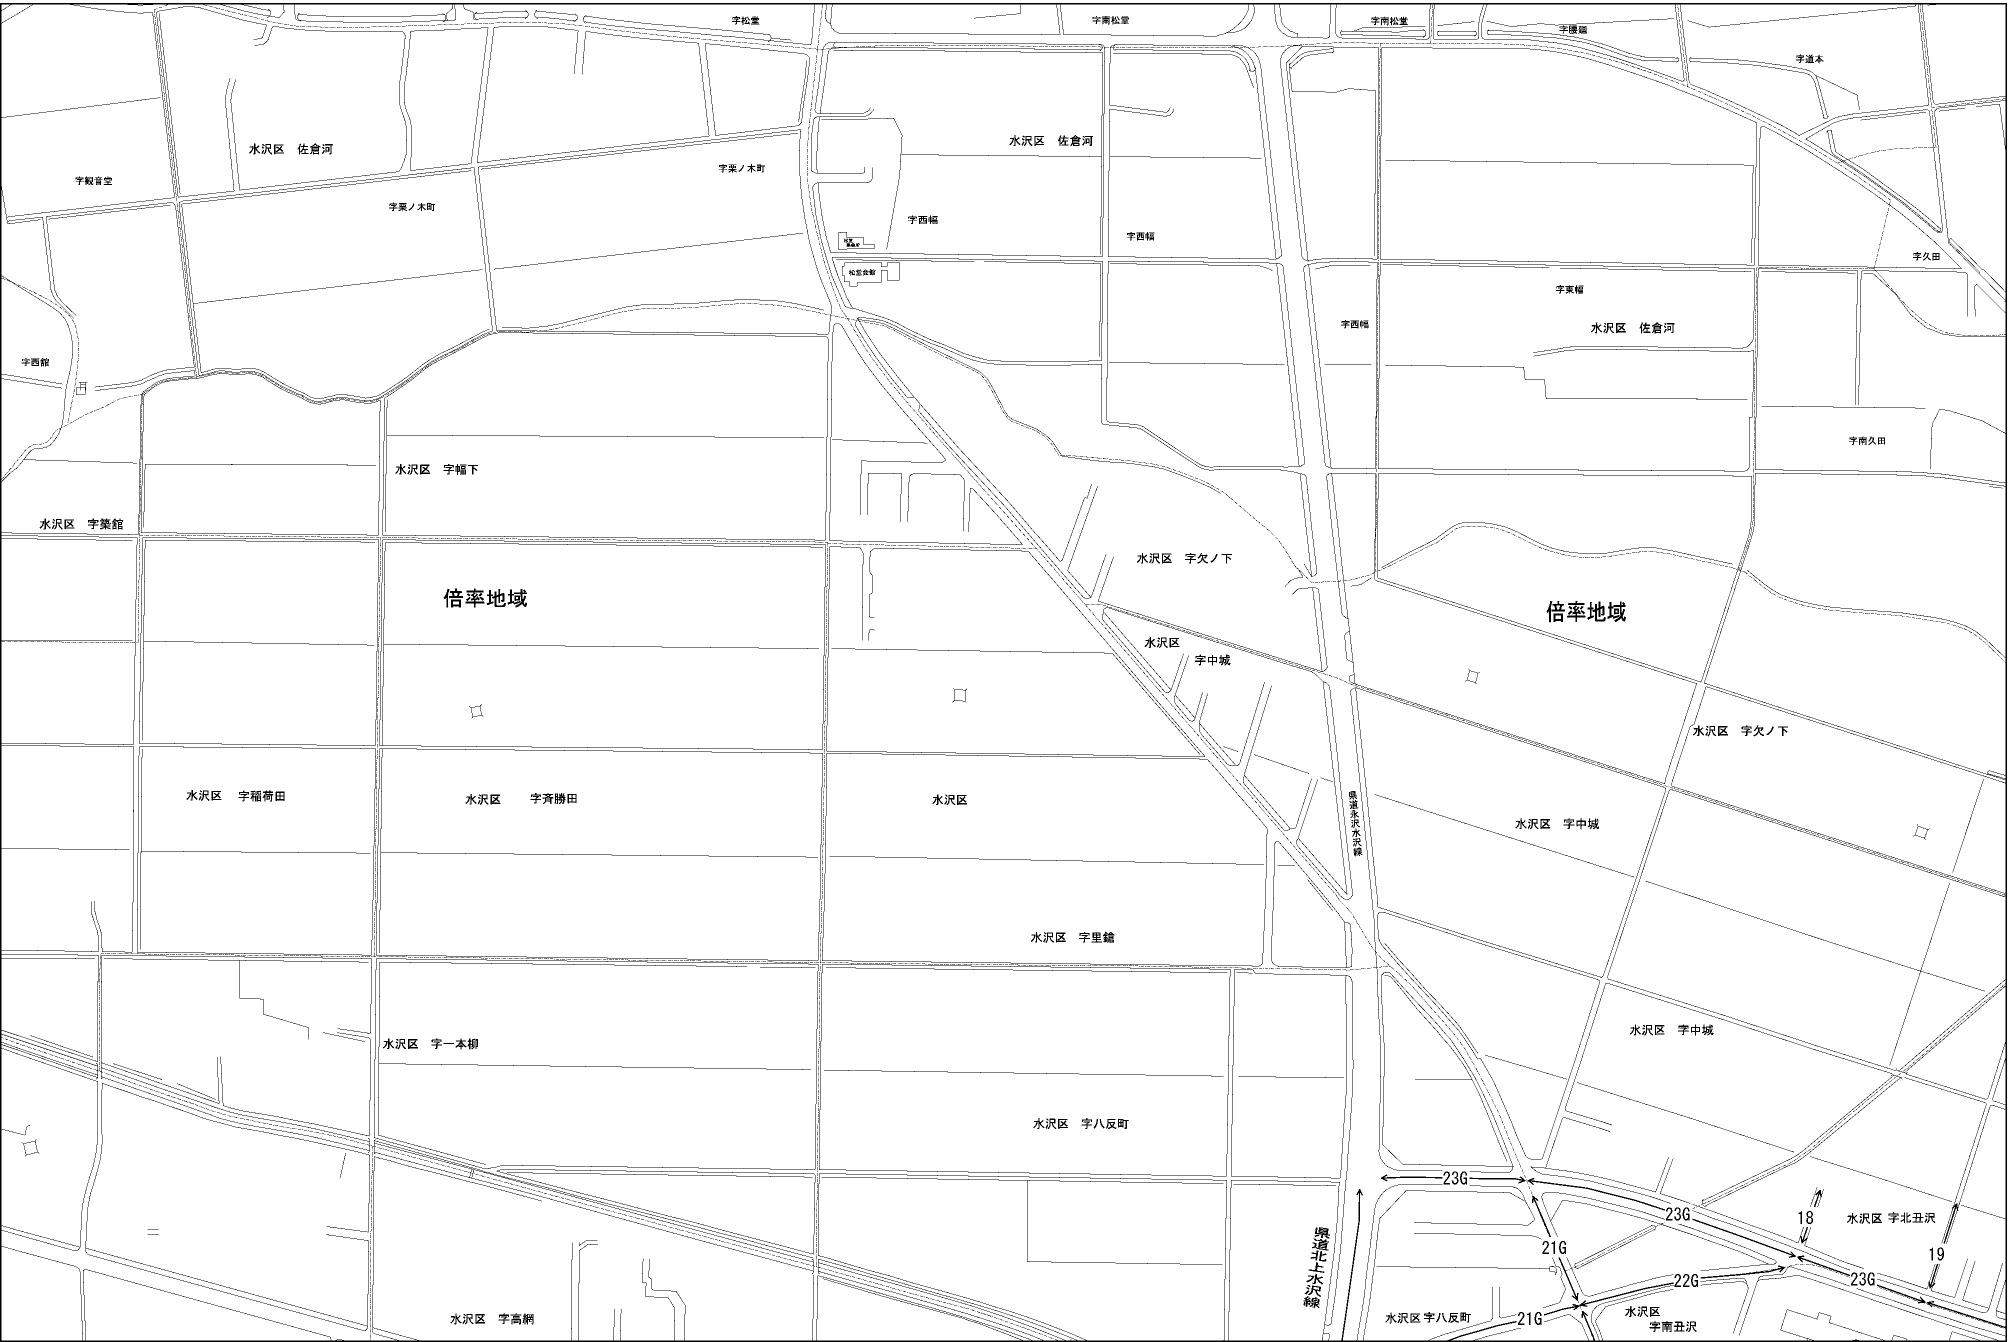 字松堂
字南松堂
字南松堂
字腰廻
字道本
水沢区　佐倉河
水沢区　佐倉河
字観音堂
字栗ノ木町
字栗ノ木町
字西幅
字西幅
字久田
松堂会館
字東幅
字西幅
水沢区　佐倉河
字西館
字南久田
水沢区　字幅下
水沢区　字築館
水沢区　字欠ノ下
倍率地域
倍率地域
水沢区
字中城
水沢区　字欠ノ下
水沢区　字稲荷田
水沢区　字斉勝田
水沢区
県道永沢水沢線
水沢区　字中城
水沢区　字里鎗
水沢区　字中城
水沢区　字一本柳
水沢区　字八反町
23G
23G
18
水沢区 字北丑沢
21G
19
県道北上水沢線
22G
23G
水沢区　字高網
水沢区 字八反町
21G
水沢区
字南丑沢